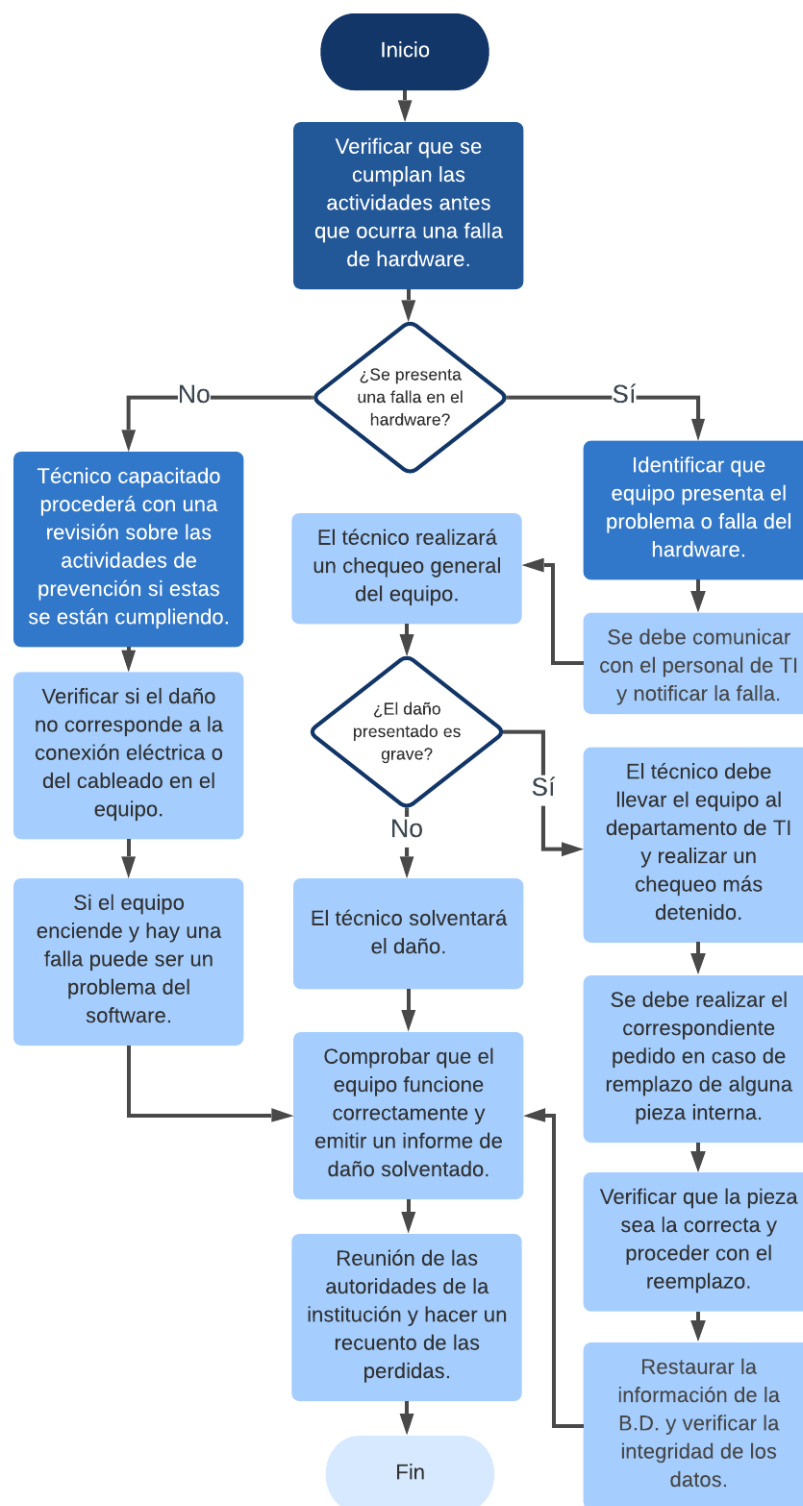 Inicio
Verificar que se
cumplan las
actividades antes
que ocurra una falla
de hardware.
¿Se presenta
una falla en el
hardware?
No
Sí
Técnico capacitado
procederá con una
revisión sobre las
actividades de
prevención si estas
se están cumpliendo.
Identificar que
equipo presenta el
problema o falla del
hardware.
El técnico realizará
un chequeo general
del equipo.
Se debe comunicar
con el personal de TI
y notificar la falla.
Verificar si el daño
no corresponde a la
conexión eléctrica o
del cableado en el
equipo.
¿El daño
presentado es
grave?
Sí
No
El técnico debe
llevar el equipo al
departamento de TI
y realizar un
chequeo más
detenido.
Si el equipo
enciende y hay una
falla puede ser un
problema del
software.
El técnico solventará
el daño.
Se debe realizar el
correspondiente
pedido en caso de
remplazo de alguna
pieza interna.
Comprobar que el
equipo funcione
correctamente y
emitir un informe de
daño solventado.
Verificar que la pieza
sea la correcta y
proceder con el
reemplazo.
Reunión de las
autoridades de la
institución y hacer un
recuento de las
perdidas.
Restaurar la
información de la
B.D. y verificar la
integridad de los
datos.
Fin